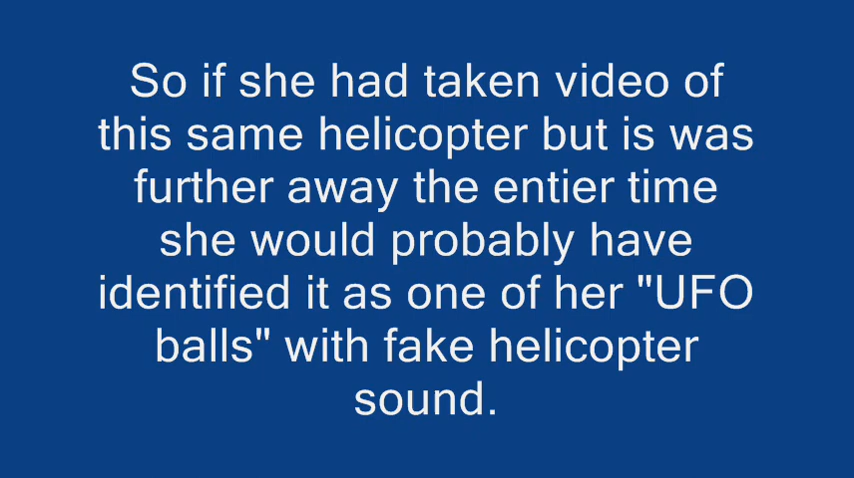 So if she had taken video of
this same helicopter but is was
further away the entier time
she would probably have
identified it as one of her "UFO
balls" with fake helicopter
sound.